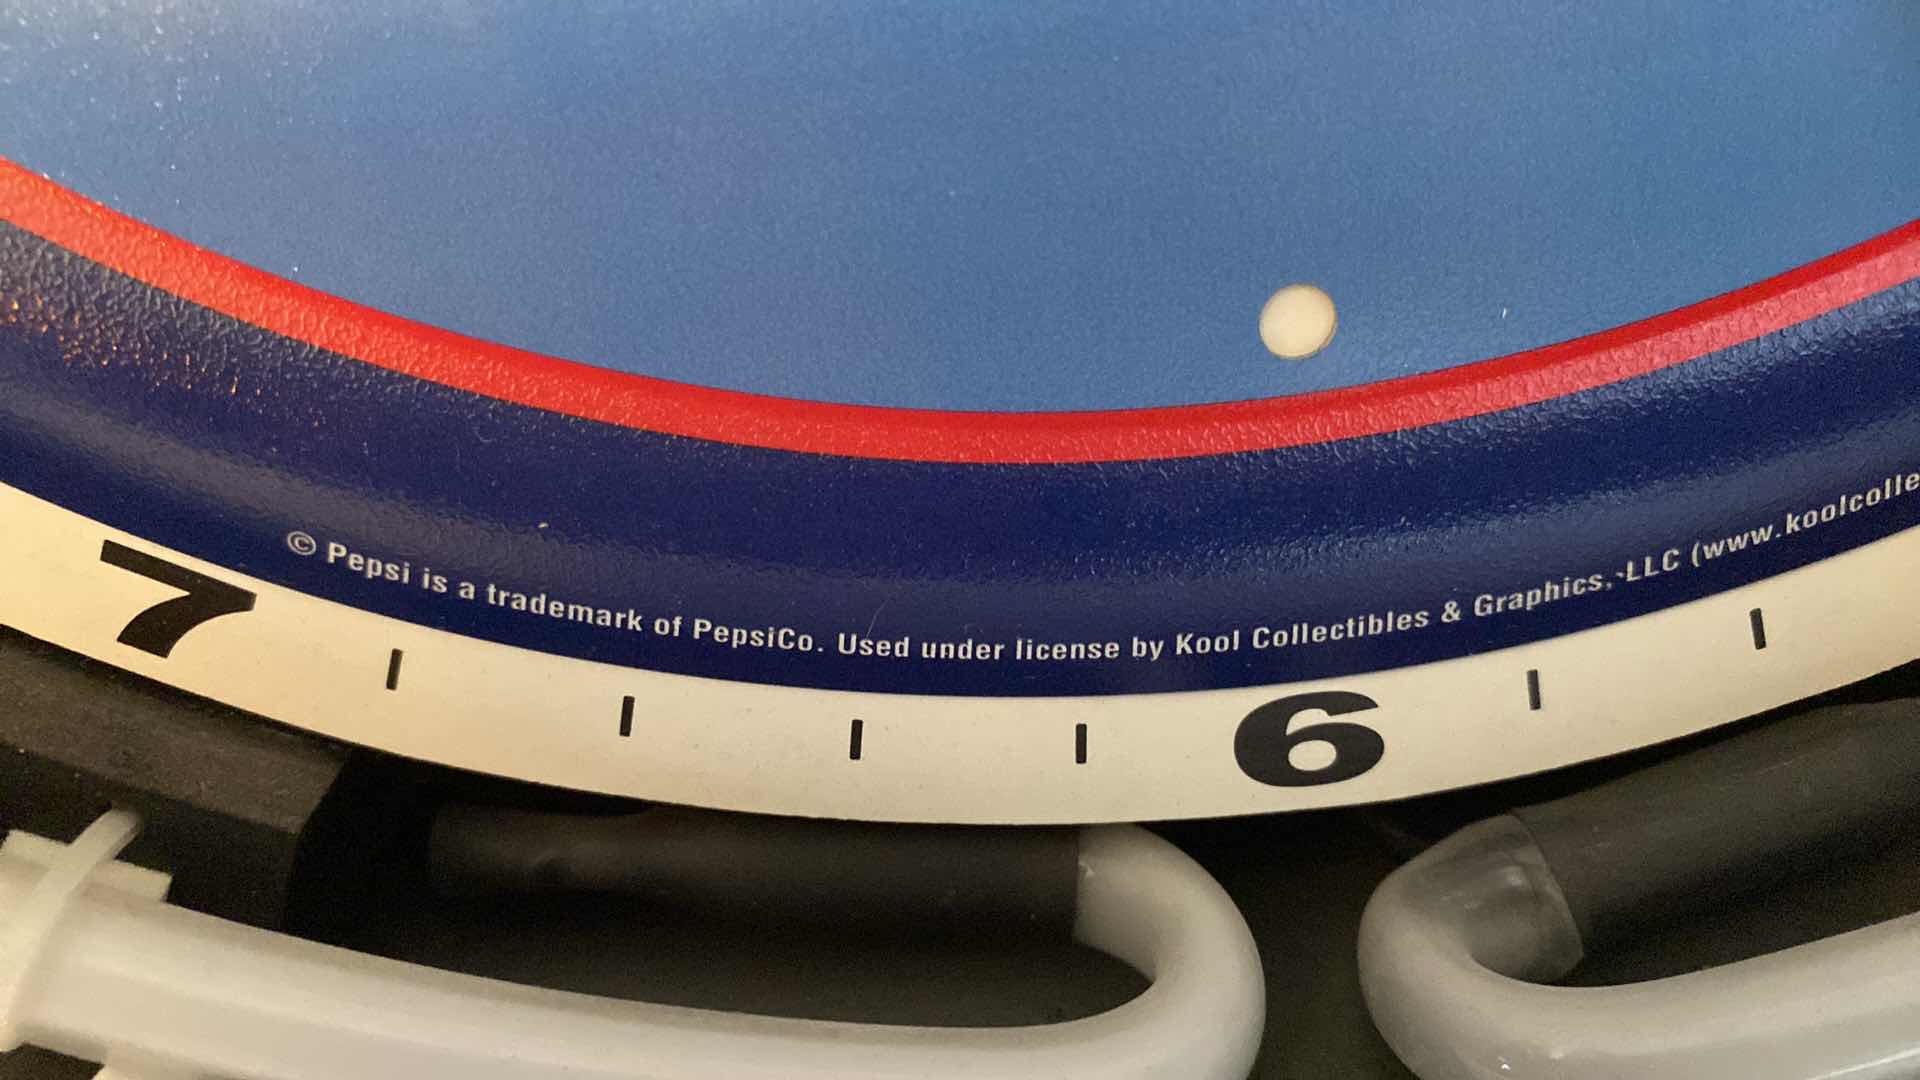 © Pepsi is a trademark of PepsiCo. Used under license by Kool Collectibles & Graphics, LLC (www.koolcolle
7
6